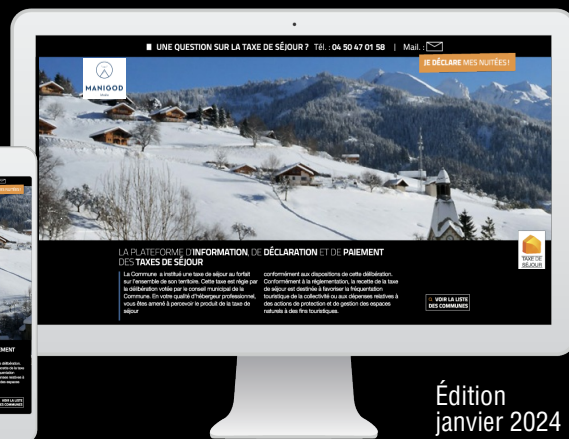 UNE QUESTION SUR LA TAXE DE SÉJOUR ? Tél. : 04 50 47 01 58 | Mail. :
JE DÉCLARE MES NUITÉES !
MANIGOD
LA PLATEFORME D'INFORMATION, DE DÉCLARATION ET DE PAIEMENT
DES TAXES DE SÉJOUR
La Commune a institué une taxe de séjour au forfait
sur l'ensemble de son territoire. Cette taxe est régie par
la délibération votée par le conseil municipal de la
Commune. En votre qualité d'hébergeur professionnel,
vous êtes amené à percevoir le produit de la taxe de
séjour
conformément aux dispositions de cette délibération.
Conformément à la réglementation, la recette de la taxe
de séjour est destinée à favoriser la fréquentation
touristique de la collectivité ou aux dépenses relatives à
des actions de protection et de gestion des espaces
naturels à des fins touristiques.
TAXE DE
SÉJOUR
VOIR LA LISTE
DES COMMUNES
EMENT
VOIR LA LISTE
DES COMMUNES
Édition
janvier 2024